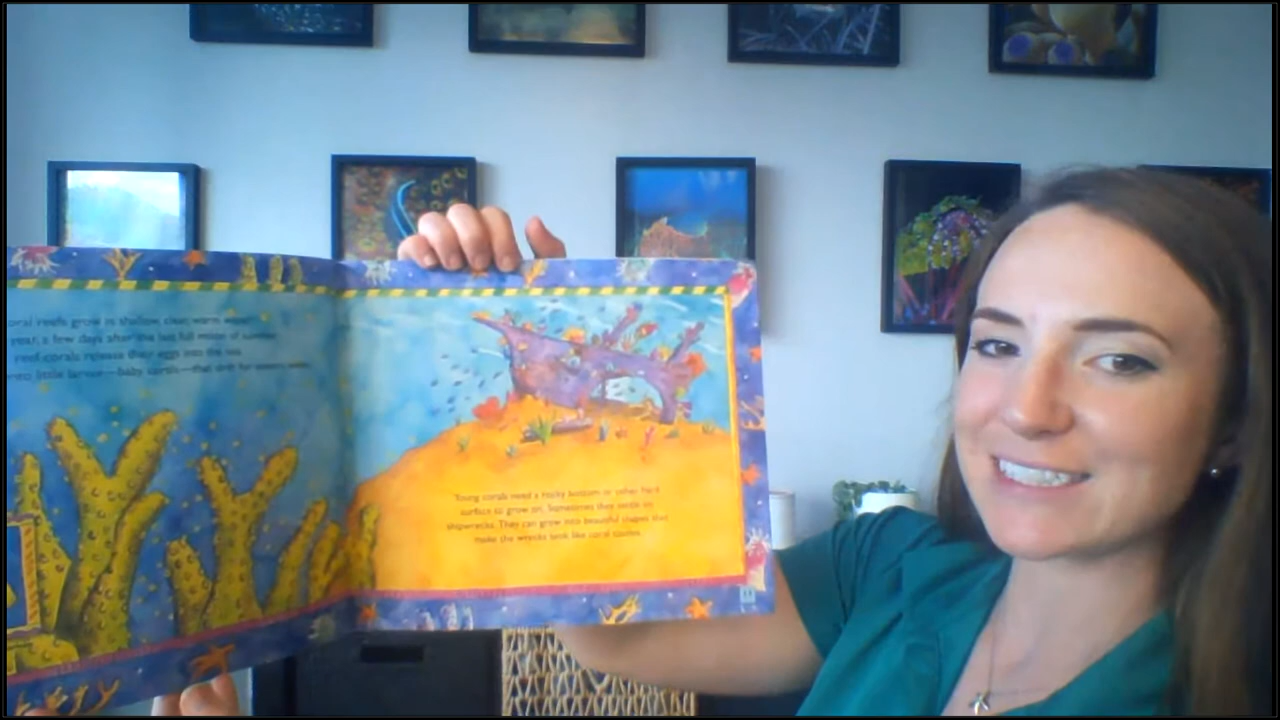 oral reefs grow in shallow, clear, warm water.
year, a few days after the last full moon of summer,
reef corals release their eggs into the sea.
into little larvae—baby corals—that drift for
Young corals need a rocky bottom or other hard
surface to grow on. Sometimes they settle on
shipwrecks. They can grow into beautiful shapes that
make the wrecks look like coral castles.